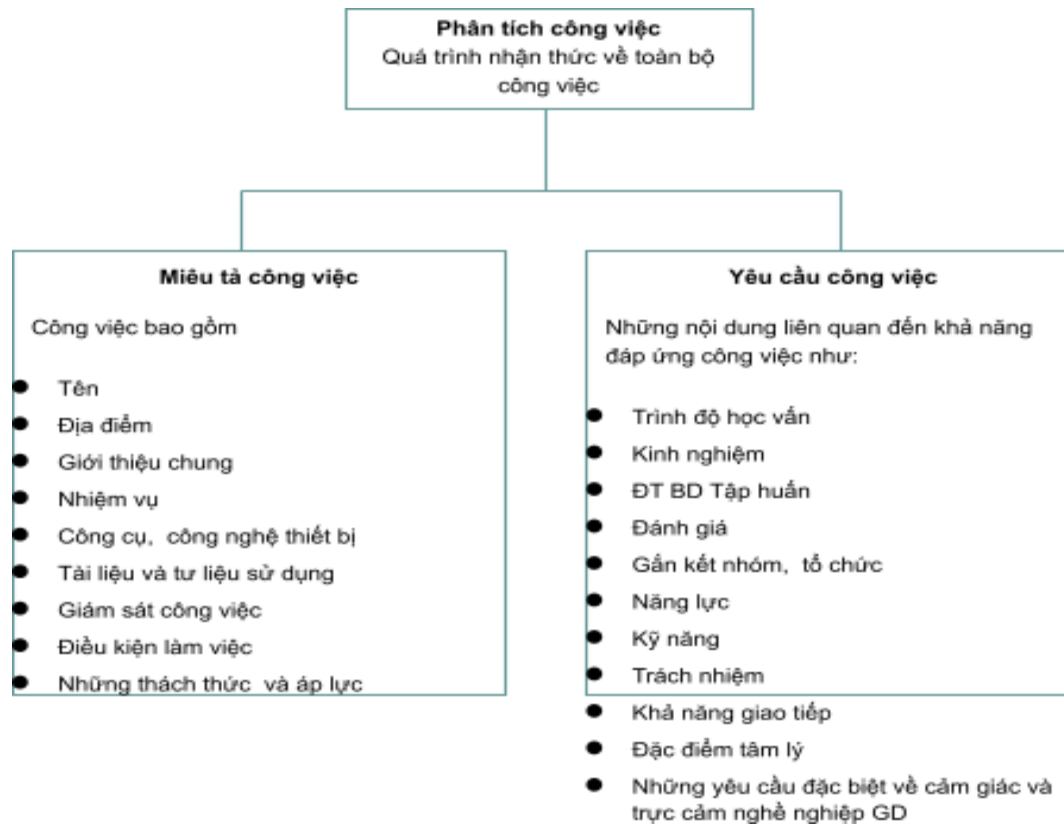 Phân tích công việc
Quá trình nhận thức về toàn bộ
công việc
Miêu tả công việc
Công việc bao gồm
Tên
Địa điểm
Giới thiệu chung
Nhiệm vụ
Công cụ, công nghệ thiết bị
Tài liệu và tư liệu sử dụng
Giám sát công việc
Điều kiện làm việc
Những thách thức và áp lực
Yêu cầu công việc
Những nội dung liên quan đến khả năng
đáp ứng công việc như:
Trình độ học vấn
Kinh nghiệm
ĐT BD Tập huấn
Đánh giá
Gắn kết nhóm, tổ chức
Năng lực
Kỹ năng
Trách nhiệm
Khả năng giao tiếp
Đặc điểm tâm lý
Những yêu cầu đặc biệt về cảm giác và
trực cảm nghề nghiệp GD